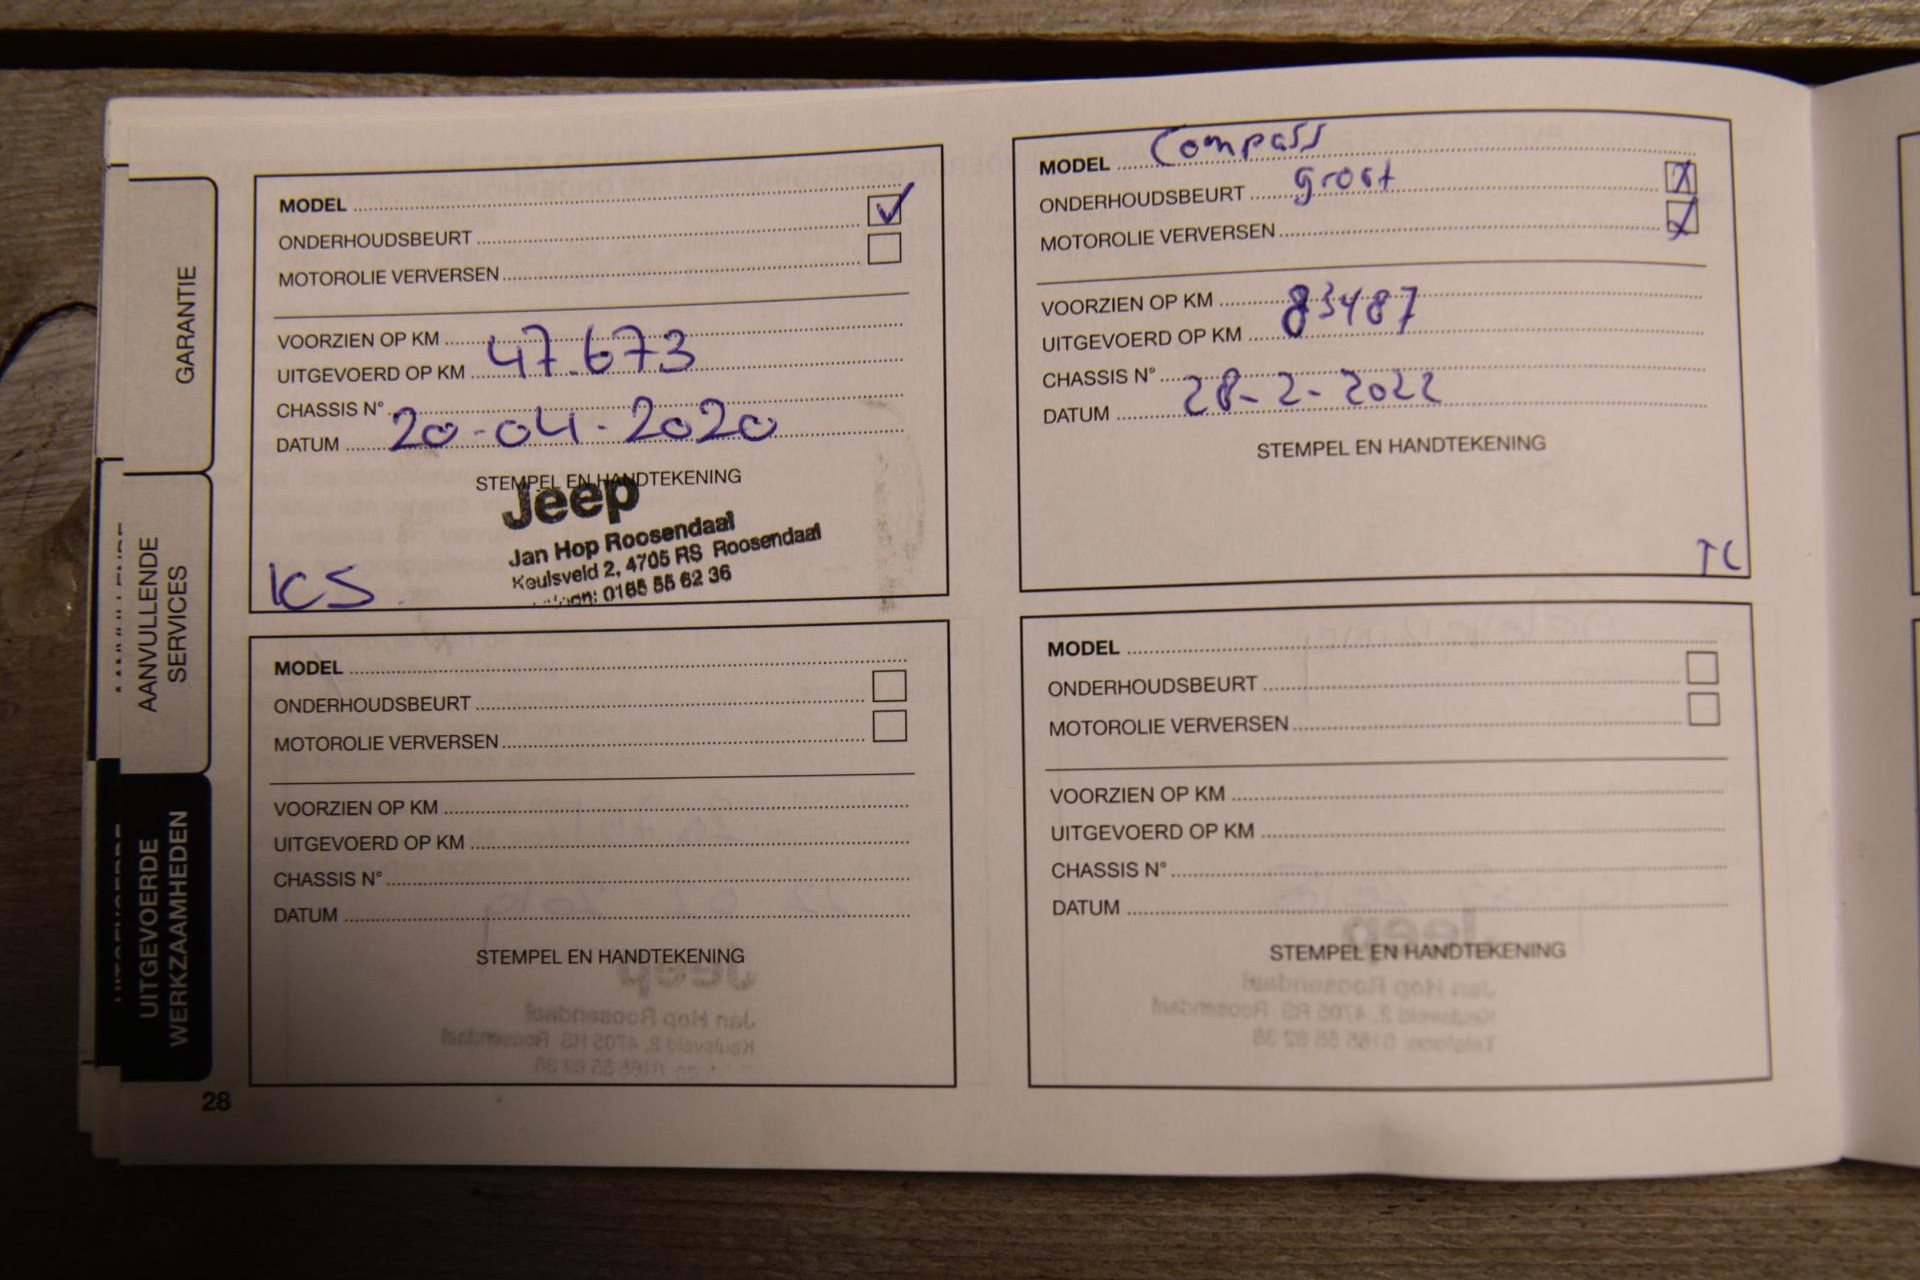 GARANTIE
AANVULLENDE
SERVICES
UITGEVOERDE
WERKZAAMHEDEN
MODEL
ONDERHOUDSBEURT
MOTOROLIE VERVERSEN
VOORZIEN OP KM
UITGEVOERD OP KM 47.673
CHASSIS N°
DATUM 20-04-2020
STEMPEL EN HANDTEKENING
Jeep
Jan Hop Roosendaal
Keulsveld 2, 4705 RS Roosendaal
0165 55 62 36
KS
MODEL Compass
ONDERHOUDSBEURT groot
MOTOROLIE VERVERSEN
VOORZIEN OP KM
UITGEVOERD OP KM 83487
CHASSIS N°
DATUM 28-2-2022
STEMPEL EN HANDTEKENING
TC
MODEL
ONDERHOUDSBEURT
MOTOROLIE VERVERSEN
VOORZIEN OP KM
UITGEVOERD OP KM
CHASSIS N°
DATUM
STEMPEL EN HANDTEKENING
MODEL
ONDERHOUDSBEURT
MOTOROLIE VERVERSEN
VOORZIEN OP KM
UITGEVOERD OP KM
CHASSIS N°
DATUM
STEMPEL EN HANDTEKENING
28